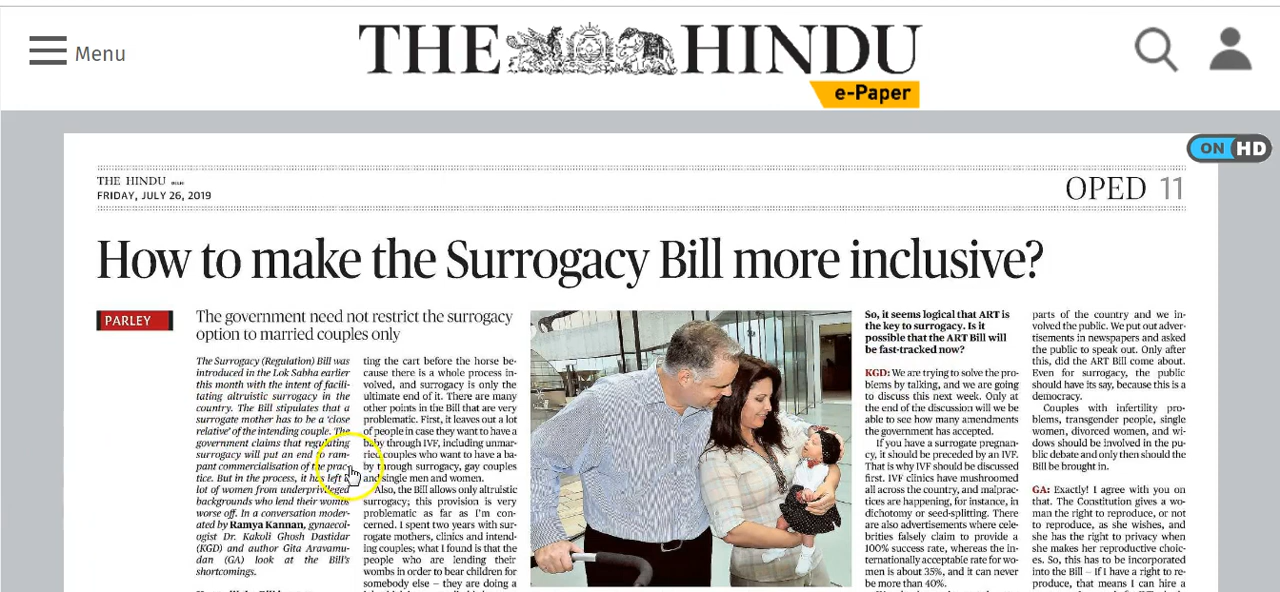 Menu
THE HINDU
e-Paper
ON HD
THE HINDU
FRIDAY, JULY 26, 2019
OPED 11
How to make the Surrogacy Bill more inclusive?
PARLEY
The government need not restrict the surrogacy
option to married couples only
The Surrogacy (Regulation) Bill was
introduced in the Lok Sabha earlier
this month with the intent of facili-
tating altruistic surrogacy in the
country. The Bill stipulates that a
surrogate mother has to be a 'close
relative' of the intending couple. The
government claims that regulating
surrogacy will put an end to ram-
pant commercialisation of the prac-
tice. But in the process, it has left a
lot of women from underprivileged
backgrounds who lend their wombs
worse off. In a conversation moder-
ated by Ramya Kannan, gynaecol-
ogist Dr. Kakoli Ghosh Dastidar
(KGD) and author Gita Aravamu-
dan (GA) look at the Bill's
shortcomings.
ting the cart before the horse be-
cause there is a whole process in-
volved, and surrogacy is only the
ultimate end of it. There are many
other points in the Bill that are very
problematic. First, it leaves out a lot
of people in case they want to have a
baby through IVF, including unmar-
ried couples who want to have a ba-
by through surrogacy, gay couples
and single men and women.
Also, the Bill allows only altruistic
surrogacy; this provision is very
problematic as far as I'm con-
cerned. I spent two years with sur-
rogate mothers, clinics and intend-
ing couples; what I found is that the
people who are lending their
wombs in order to bear children for
somebody else – they are doing a
So, it seems logical that ART is
the key to surrogacy. Is it
possible that the ART Bill will
be fast-tracked now?
KGD: We are trying to solve the pro-
blems by talking, and we are going
to discuss this next week. Only at
the end of the discussion will we be
able to see how many amendments
the government has accepted.
If you have a surrogate pregnan-
cy, it should be preceded by an IVF.
That is why IVF should be discussed
first. IVF clinics have mushroomed
all across the country, and malprac-
tices are happening, for instance, in
dichotomy or seed-splitting. There
are also advertisements where cele-
brities falsely claim to provide a
100% success rate, whereas the in-
ternationally acceptable rate for wo-
men is about 35%, and it can never
be more than 40%.
parts of the country and we in-
volved the public. We put out adver-
tisements in newspapers and asked
the public to speak out. Only after
this, did the ART Bill come about.
Even for surrogacy, the public
should have its say, because this is a
democracy.
Couples with infertility pro-
blems, transgender people, single
women, divorced women, and wi-
dows should be involved in the pu-
blic debate and only then should the
Bill be brought in.
GA: Exactly! I agree with you on
that. The Constitution gives a wo-
man the right to reproduce, or not
to reproduce, as she wishes, and
she has the right to privacy when
she makes her reproductive choic-
es. So, this has to be incorporated
into the Bill – If I have a right to re-
produce, that means I can hire a